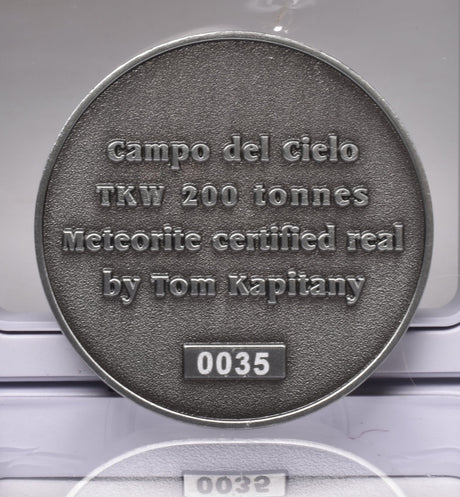 Campo del Cielo
TKW 200 tonnes
Meteorite certified real
by Tom Kapitany
0035